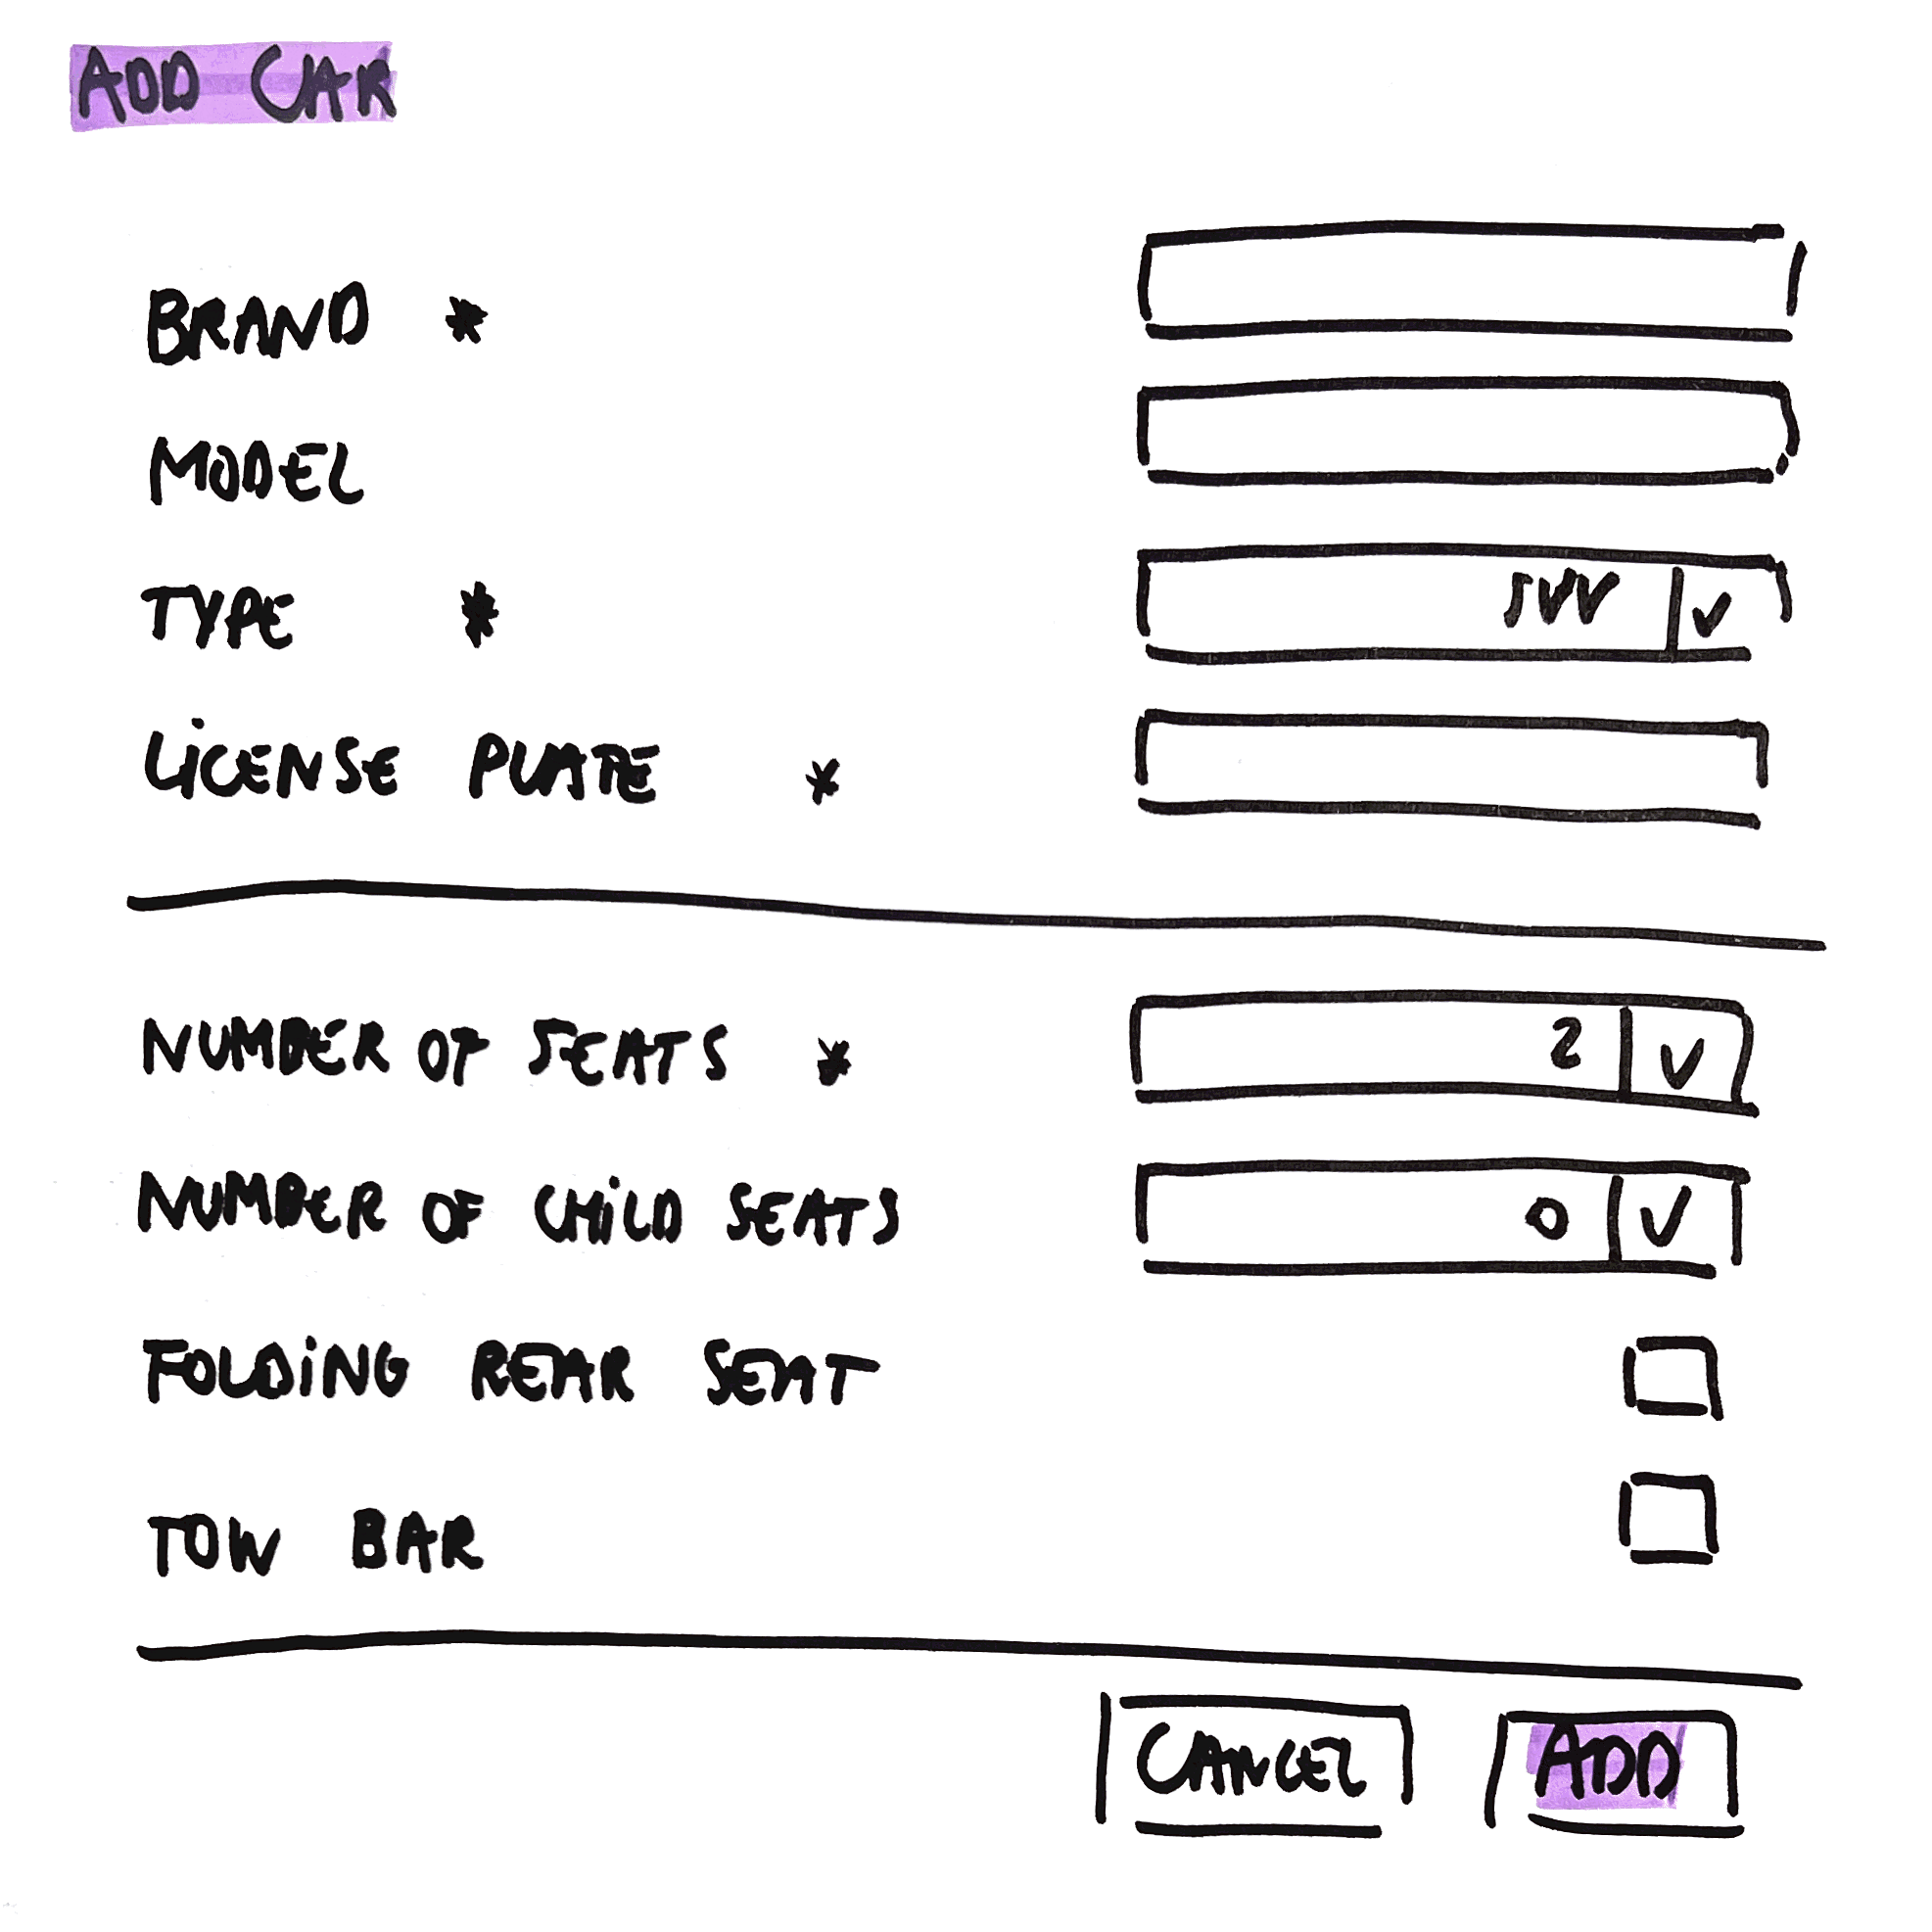 ADD CAR
BRAND *
MODEL
TYPE * SUV V
LICENSE PLATE *
NUMBER OF SEATS * 2 V
NUMBER OF CHILD SEATS 0 V
FOLDING REAR SEAT
TOW BAR
CANCEL ADD